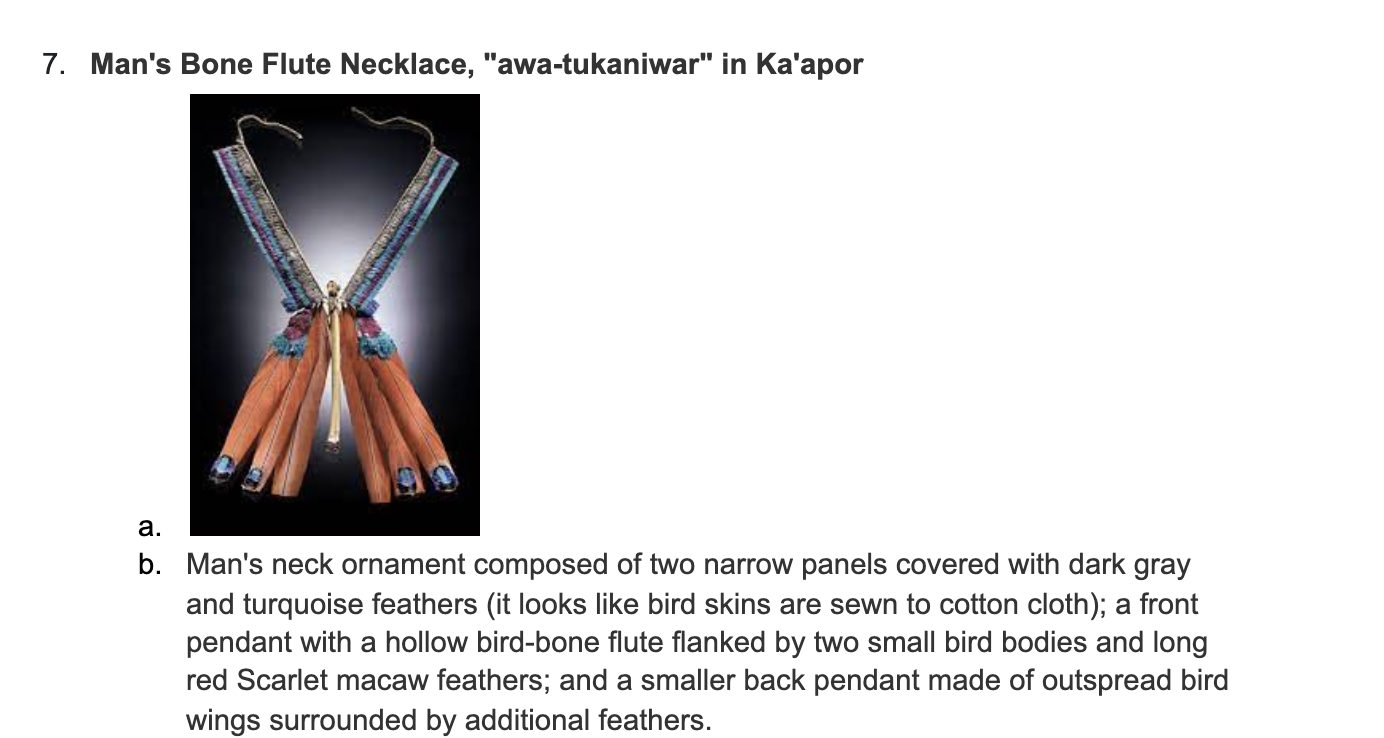 7. Man's Bone Flute Necklace, "awa-tukaniwar" in Ka'apor
a.
b. Man's neck ornament composed of two narrow panels covered with dark gray
and turquoise feathers (it looks like bird skins are sewn to cotton cloth); a front
pendant with a hollow bird-bone flute flanked by two small bird bodies and long
red Scarlet macaw feathers; and a smaller back pendant made of outspread bird
wings surrounded by additional feathers.